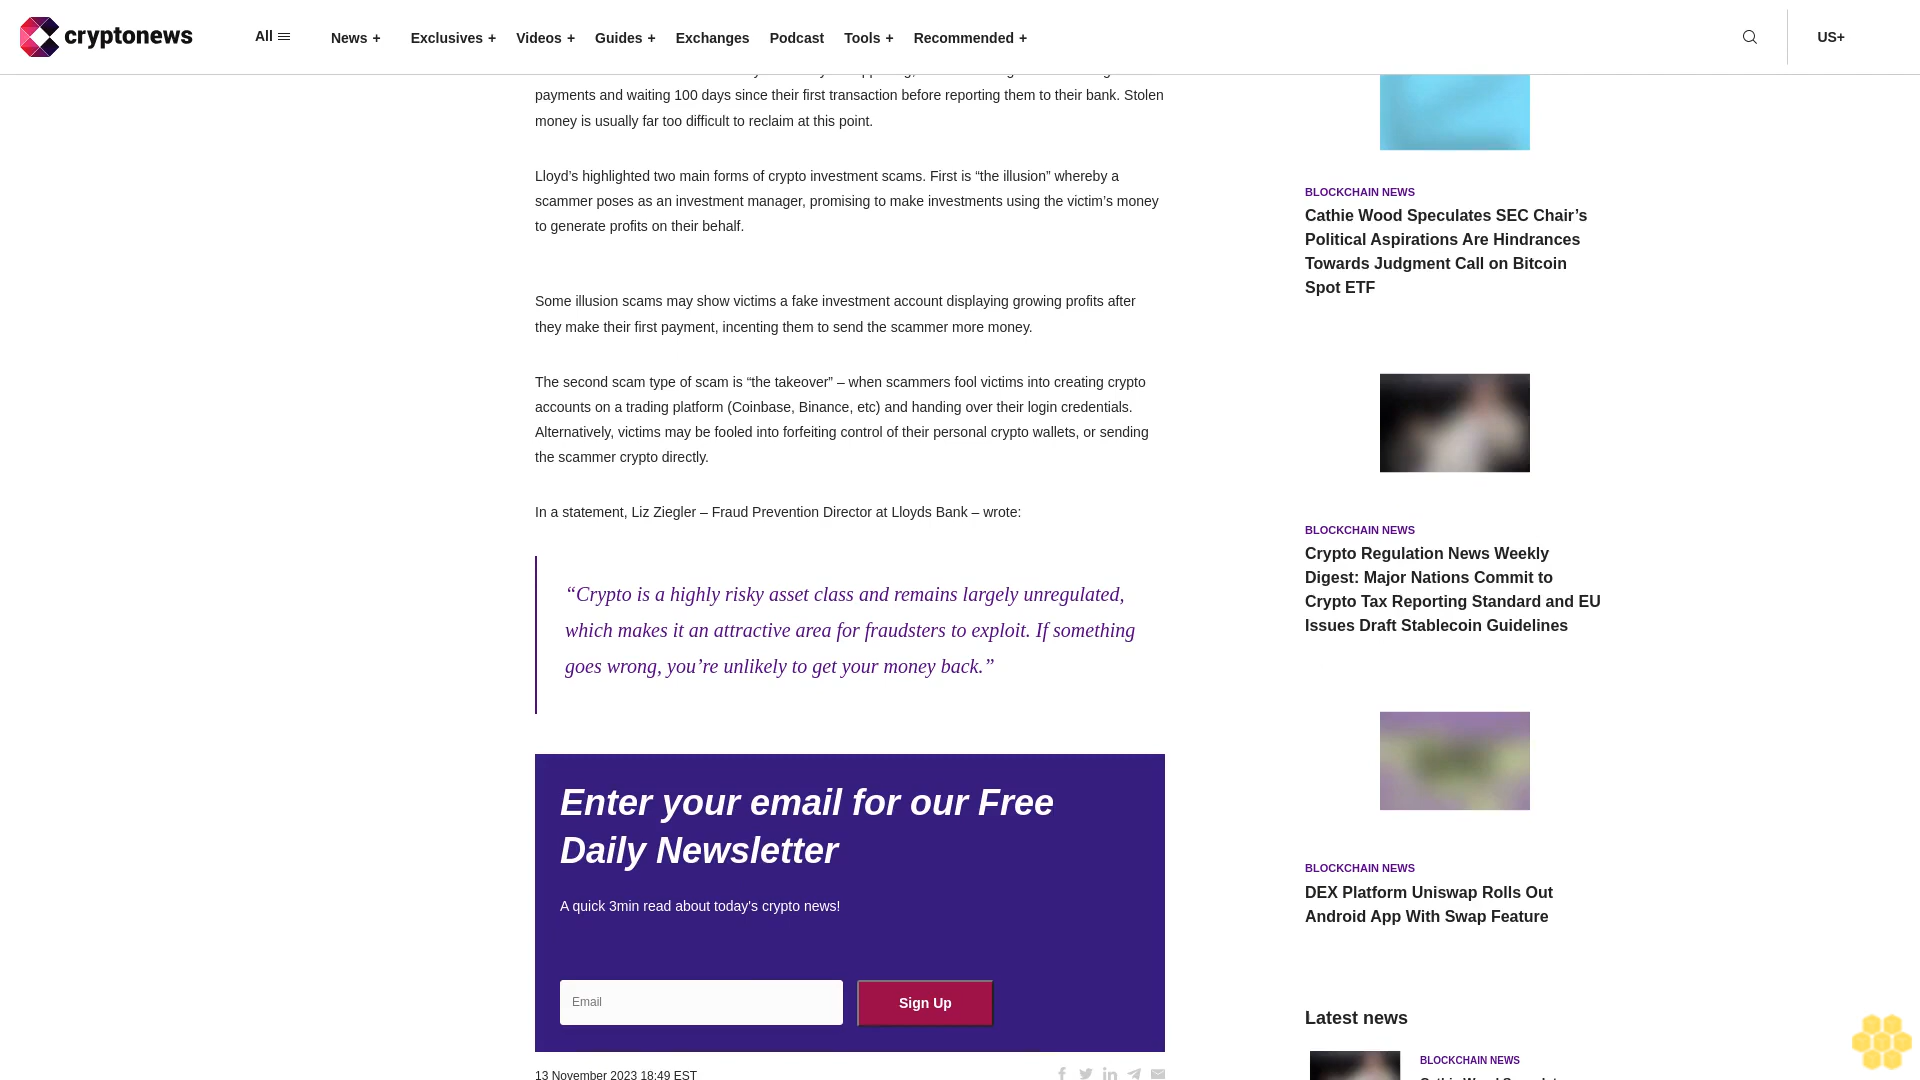 cryptonews
All
News +
Exclusives +
Videos +
Guides +
Exchanges
Podcast
Tools +
Recommended +
US+
payments and waiting 100 days since their first transaction before reporting them to their bank. Stolen
money is usually far too difficult to reclaim at this point.
Lloyd’s highlighted two main forms of crypto investment scams. First is “the illusion” whereby a
scammer poses as an investment manager, promising to make investments using the victim’s money
to generate profits on their behalf.
Some illusion scams may show victims a fake investment account displaying growing profits after
they make their first payment, incenting them to send the scammer more money.
The second scam type of scam is “the takeover” – when scammers fool victims into creating crypto
accounts on a trading platform (Coinbase, Binance, etc) and handing over their login credentials.
Alternatively, victims may be fooled into forfeiting control of their personal crypto wallets, or sending
the scammer crypto directly.
In a statement, Liz Ziegler – Fraud Prevention Director at Lloyds Bank – wrote:
“Crypto is a highly risky asset class and remains largely unregulated,
which makes it an attractive area for fraudsters to exploit. If something
goes wrong, you’re unlikely to get your money back.”
Enter your email for our Free
Daily Newsletter
A quick 3min read about today's crypto news!
Email
Sign Up
13 November 2023 18:49 EST
BLOCKCHAIN NEWS
Cathie Wood Speculates SEC Chair’s
Political Aspirations Are Hindrances
Towards Judgment Call on Bitcoin
Spot ETF
BLOCKCHAIN NEWS
Crypto Regulation News Weekly
Digest: Major Nations Commit to
Crypto Tax Reporting Standard and EU
Issues Draft Stablecoin Guidelines
BLOCKCHAIN NEWS
DEX Platform Uniswap Rolls Out
Android App With Swap Feature
Latest news
BLOCKCHAIN NEWS